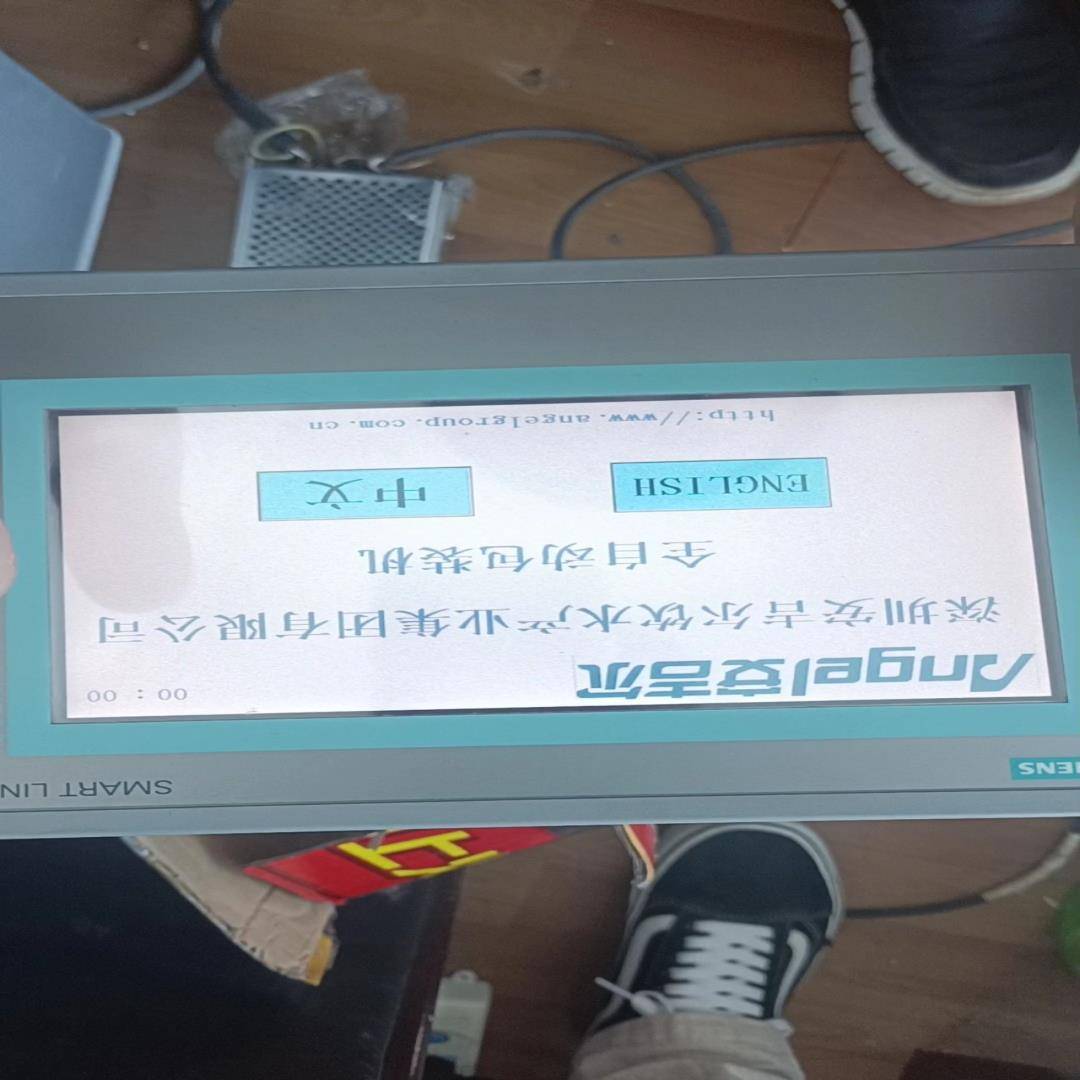 SIEMENS
SMART LIN
Angel安吉尔
00 : 00
深圳安吉尔饮水产业集团有限公司
全自动包装机
ENGLISH
中文
http://www.angelgroup.com.cn